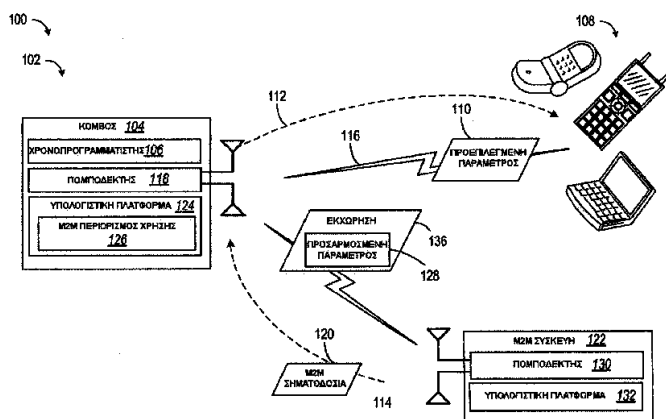 100
102
108
112
ΚΟΜΒΟΣ 104
116
110
ΧΡΟΝΟΠΡΟΓΡΑΜΜΑΤΙΣΤΗΣ 106
ΠΡΟΕΠΙΛΕΓΜΕΝΗ
ΠΑΡΑΜΕΤΡΟΣ
ΠΟΜΠΟΔΕΚΤΗΣ 118
ΥΠΟΛΟΓΙΣΤΙΚΗ ΠΛΑΤΦΟΡΜΑ 124
M2M ΠΕΡΙΟΡΙΣΜΟΣ ΧΡΗΣΗΣ
126
ΕΚΧΩΡΗΣΗ
136
ΠΡΟΣΑΡΜΟΣΜΕΝΗ
ΠΑΡΑΜΕΤΡΟΣ
128
120
M2M
ΣΗΜΑΤΟΔΟΣΙΑ
114
M2M ΣΥΣΚΕΥΗ 122
ΠΟΜΠΟΔΕΚΤΗΣ 130
ΥΠΟΛΟΓΙΣΤΙΚΗ ΠΛΑΤΦΟΡΜΑ 132